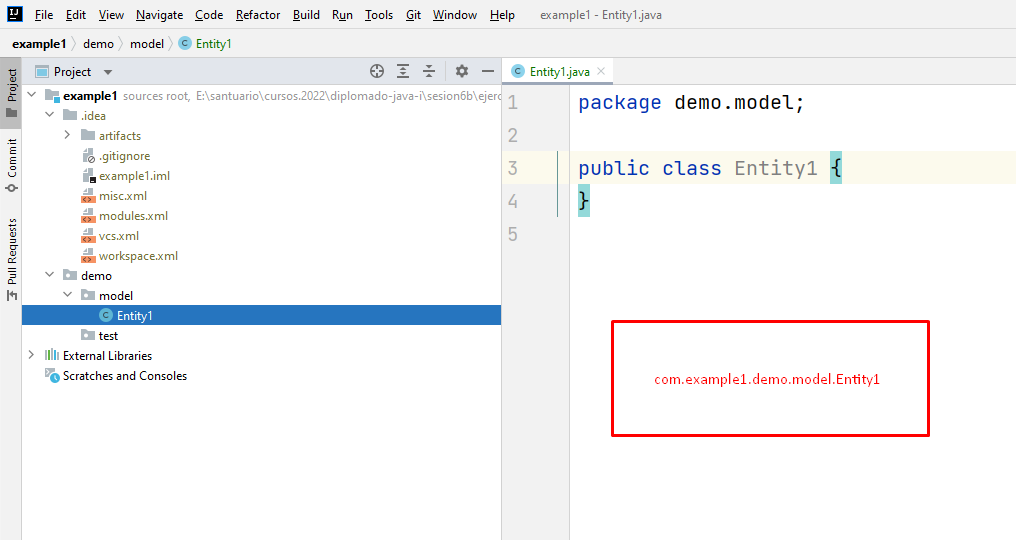 IJ File Edit View Navigate Code Refactor Build Run Tools Git Window Help example1 - Entity1.java
example1 demo model C Entity1
Project
Commit
Pull Requests
Project
example1 sources root, E:\santuario\cursos.2022\diplomado-java-i\sesion6b\ejerc
.idea
artifacts
.gitignore
example1.iml
misc.xml
modules.xml
vcs.xml
workspace.xml
demo
model
C Entity1
test
External Libraries
Scratches and Consoles
C Entity1.java
1 package demo.model;
2
3 public class Entity1 {
4 }
5
com.example1.demo.model.Entity1